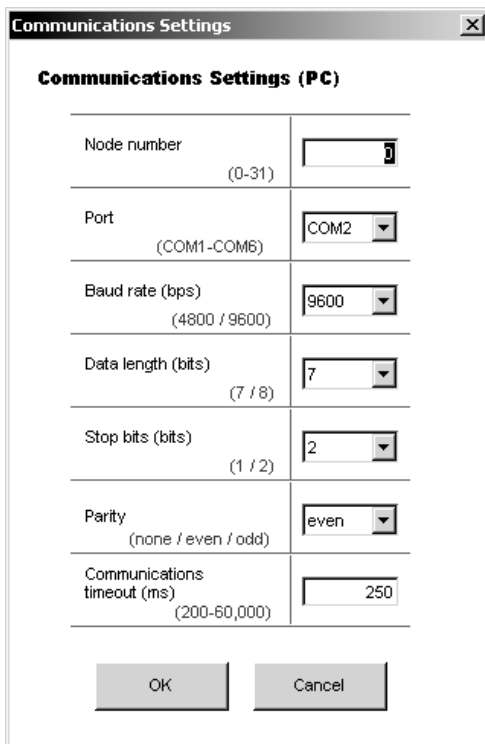 Communications Settings
Communications Settings (PC)
Node number
(0-31)
0
Port
(COM1-COM6)
COM2
Baud rate (bps)
(4800 / 9600)
9600
Data length (bits)
(7 / 8)
7
Stop bits (bits)
(1 / 2)
2
Parity
(none / even / odd)
even
Communications
timeout (ms)
(200-60,000)
250
OK
Cancel